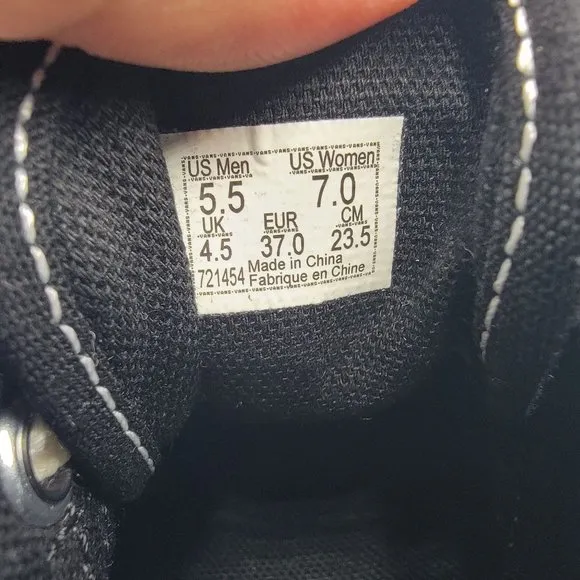 US Men US Women
5.5 7.0
UK EUR CM
4.5 37.0 23.5
721454 Made in China
Fabrique en Chine